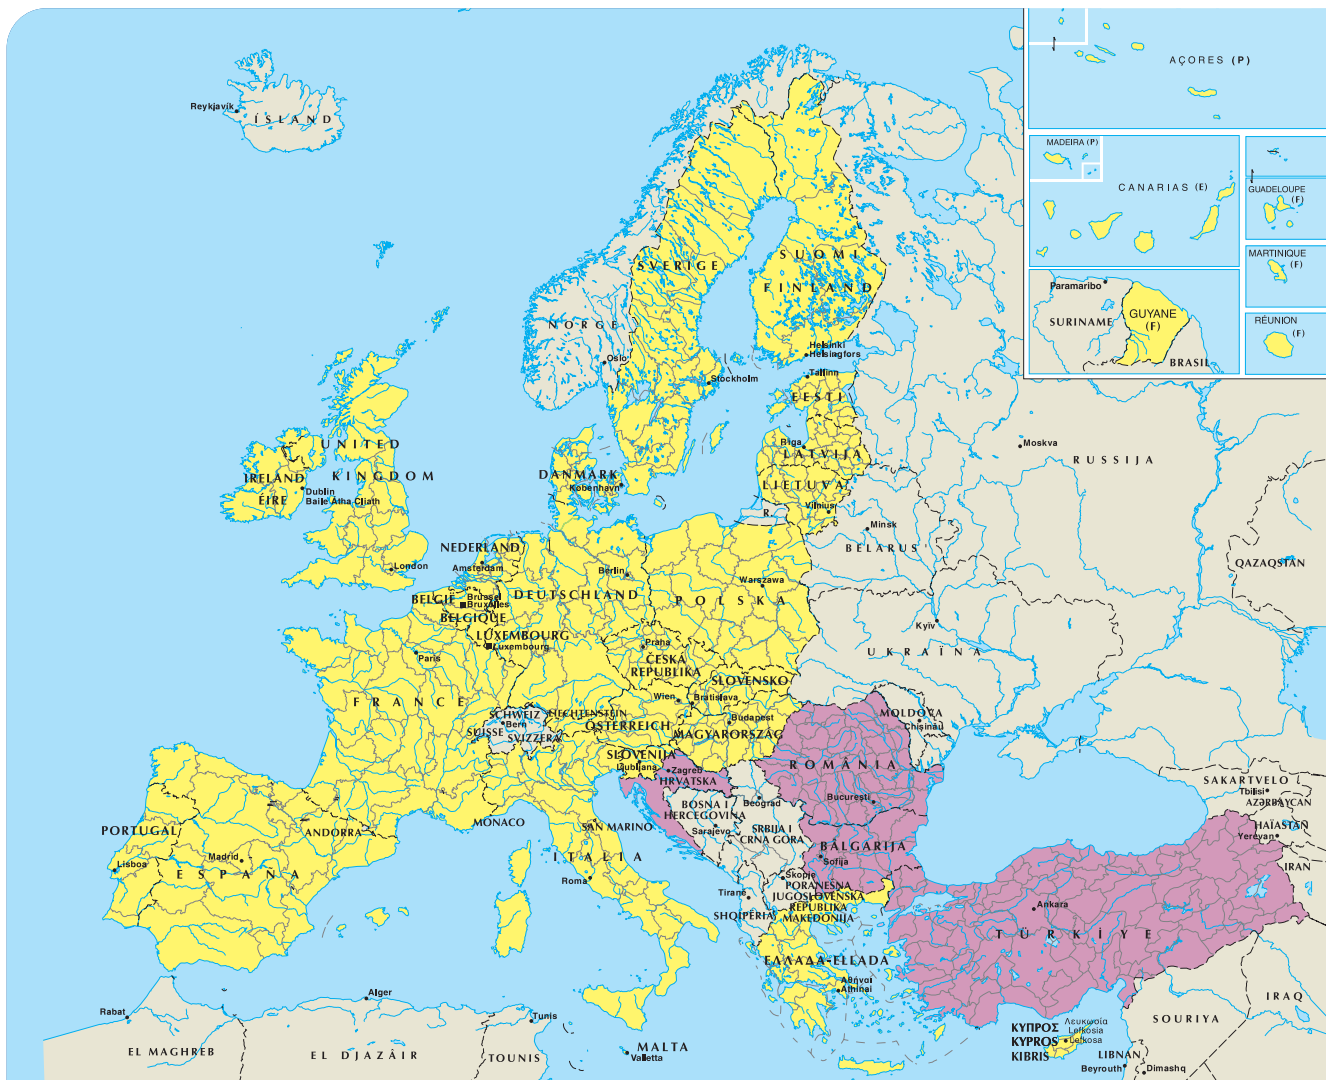 AÇORES (P)
Reykjavík
ÍSLAND
MADEIRA (P)
CANARIAS (E)
GUADELOUPE
(F)
MARTINIQUE
(F)
Paramaribo
SURINAME
GUYANE
(F)
BRASIL
RÉUNION
(F)
SVERIGE
SUOMI
FINLAND
NORGE
Oslo
Helsinki
Helsingfors
Stockholm
Tallinn
EESTI
Rīga
LATVIJA
LIETUVA
Vilnius
R.
Moskva
RUSSIJA
UNITED
KINGDOM
IRELAND
ÉIRE
Dublin
Baile Átha Cliath
London
DANMARK
København
Minsk
BELARUS
QAZAQSTAN
NEDERLAND
Amsterdam
BELGIË
Brussel
Bruxelles
BELGIQUE
DEUTSCHLAND
Berlin
Warszawa
POLSKA
LUXEMBOURG
Luxembourg
Paris
FRANCE
Praha
ČESKÁ
REPUBLIKA
SLOVENSKO
Kyïv
UKRAÏNA
Wien
Bratislava
SCHWEIZ
Bern
SUISSE
SVIZZERA
LIECHTENSTEIN
ÖSTERREICH
Budapest
MAGYARORSZÁG
MOLDOVA
Chişinău
SLOVENIJA
Ljubljana
Zagreb
HRVATSKA
ROMÂNIA
Bucureşti
BOSNA I
HERCEGOVINA
Sarajevo
Beograd
SRBIJA I
CRNA GORA
BĂLGARIJA
Sofija
SAKARTVELO
Tbilisi
AZƏRBAYCAN
HAÏASTAN
Yerevan
IRAN
PORTUGAL
Lisboa
Madrid
ESPAÑA
ANDORRA
MONACO
SAN MARINO
ITALIA
Roma
Tiranë
SHQIPËRIA
Skopje
PORANEŠNA
JUGOSLOVENSKA
REPUBLIKA
MAKEDONIJA
ΕΛΛΑΔΑ-ELLADA
Αθήναι
Athinai
Ankara
TÜRKİYE
Rabat
EL MAGHREB
Alger
EL DJAZÂIR
Tunis
TOUNIS
MALTA
Valletta
ΚΥΠΡΟΣ
KYPROS
KIBRIS
Λευκωσία
Lefkosia
Lefkosa
LIBNAN
Beyrouth
Dimashq
SOURIYA
IRAQ